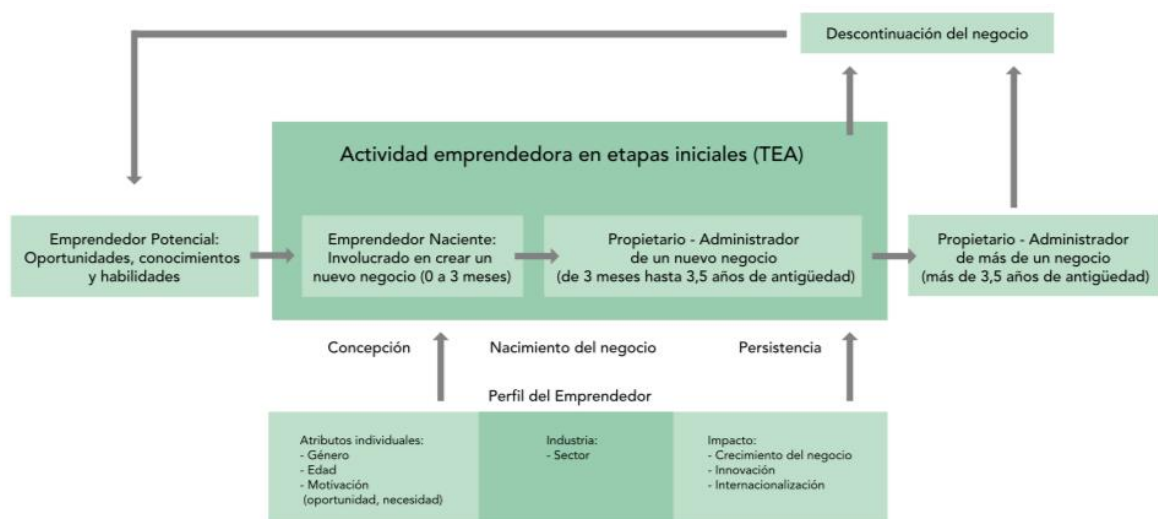 Descontinuación del negocio
Actividad emprendedora en etapas iniciales (TEA)
Emprendedor Potencial:
Oportunidades, conocimientos
y habilidades
Emprendedor Naciente:
Involucrado en crear un
nuevo negocio (0 a 3 meses)
Propietario - Administrador
de un nuevo negocio
(de 3 meses hasta 3,5 años de antigüedad)
Propietario - Administrador
de más de un negocio
(más de 3,5 años de antigüedad)
Concepción
Nacimiento del negocio
Persistencia
Perfil del Emprendedor
Atributos individuales:
- Género
- Edad
- Motivación
(oportunidad, necesidad)
Industria:
- Sector
Impacto:
- Crecimiento del negocio
- Innovación
- Internacionalización